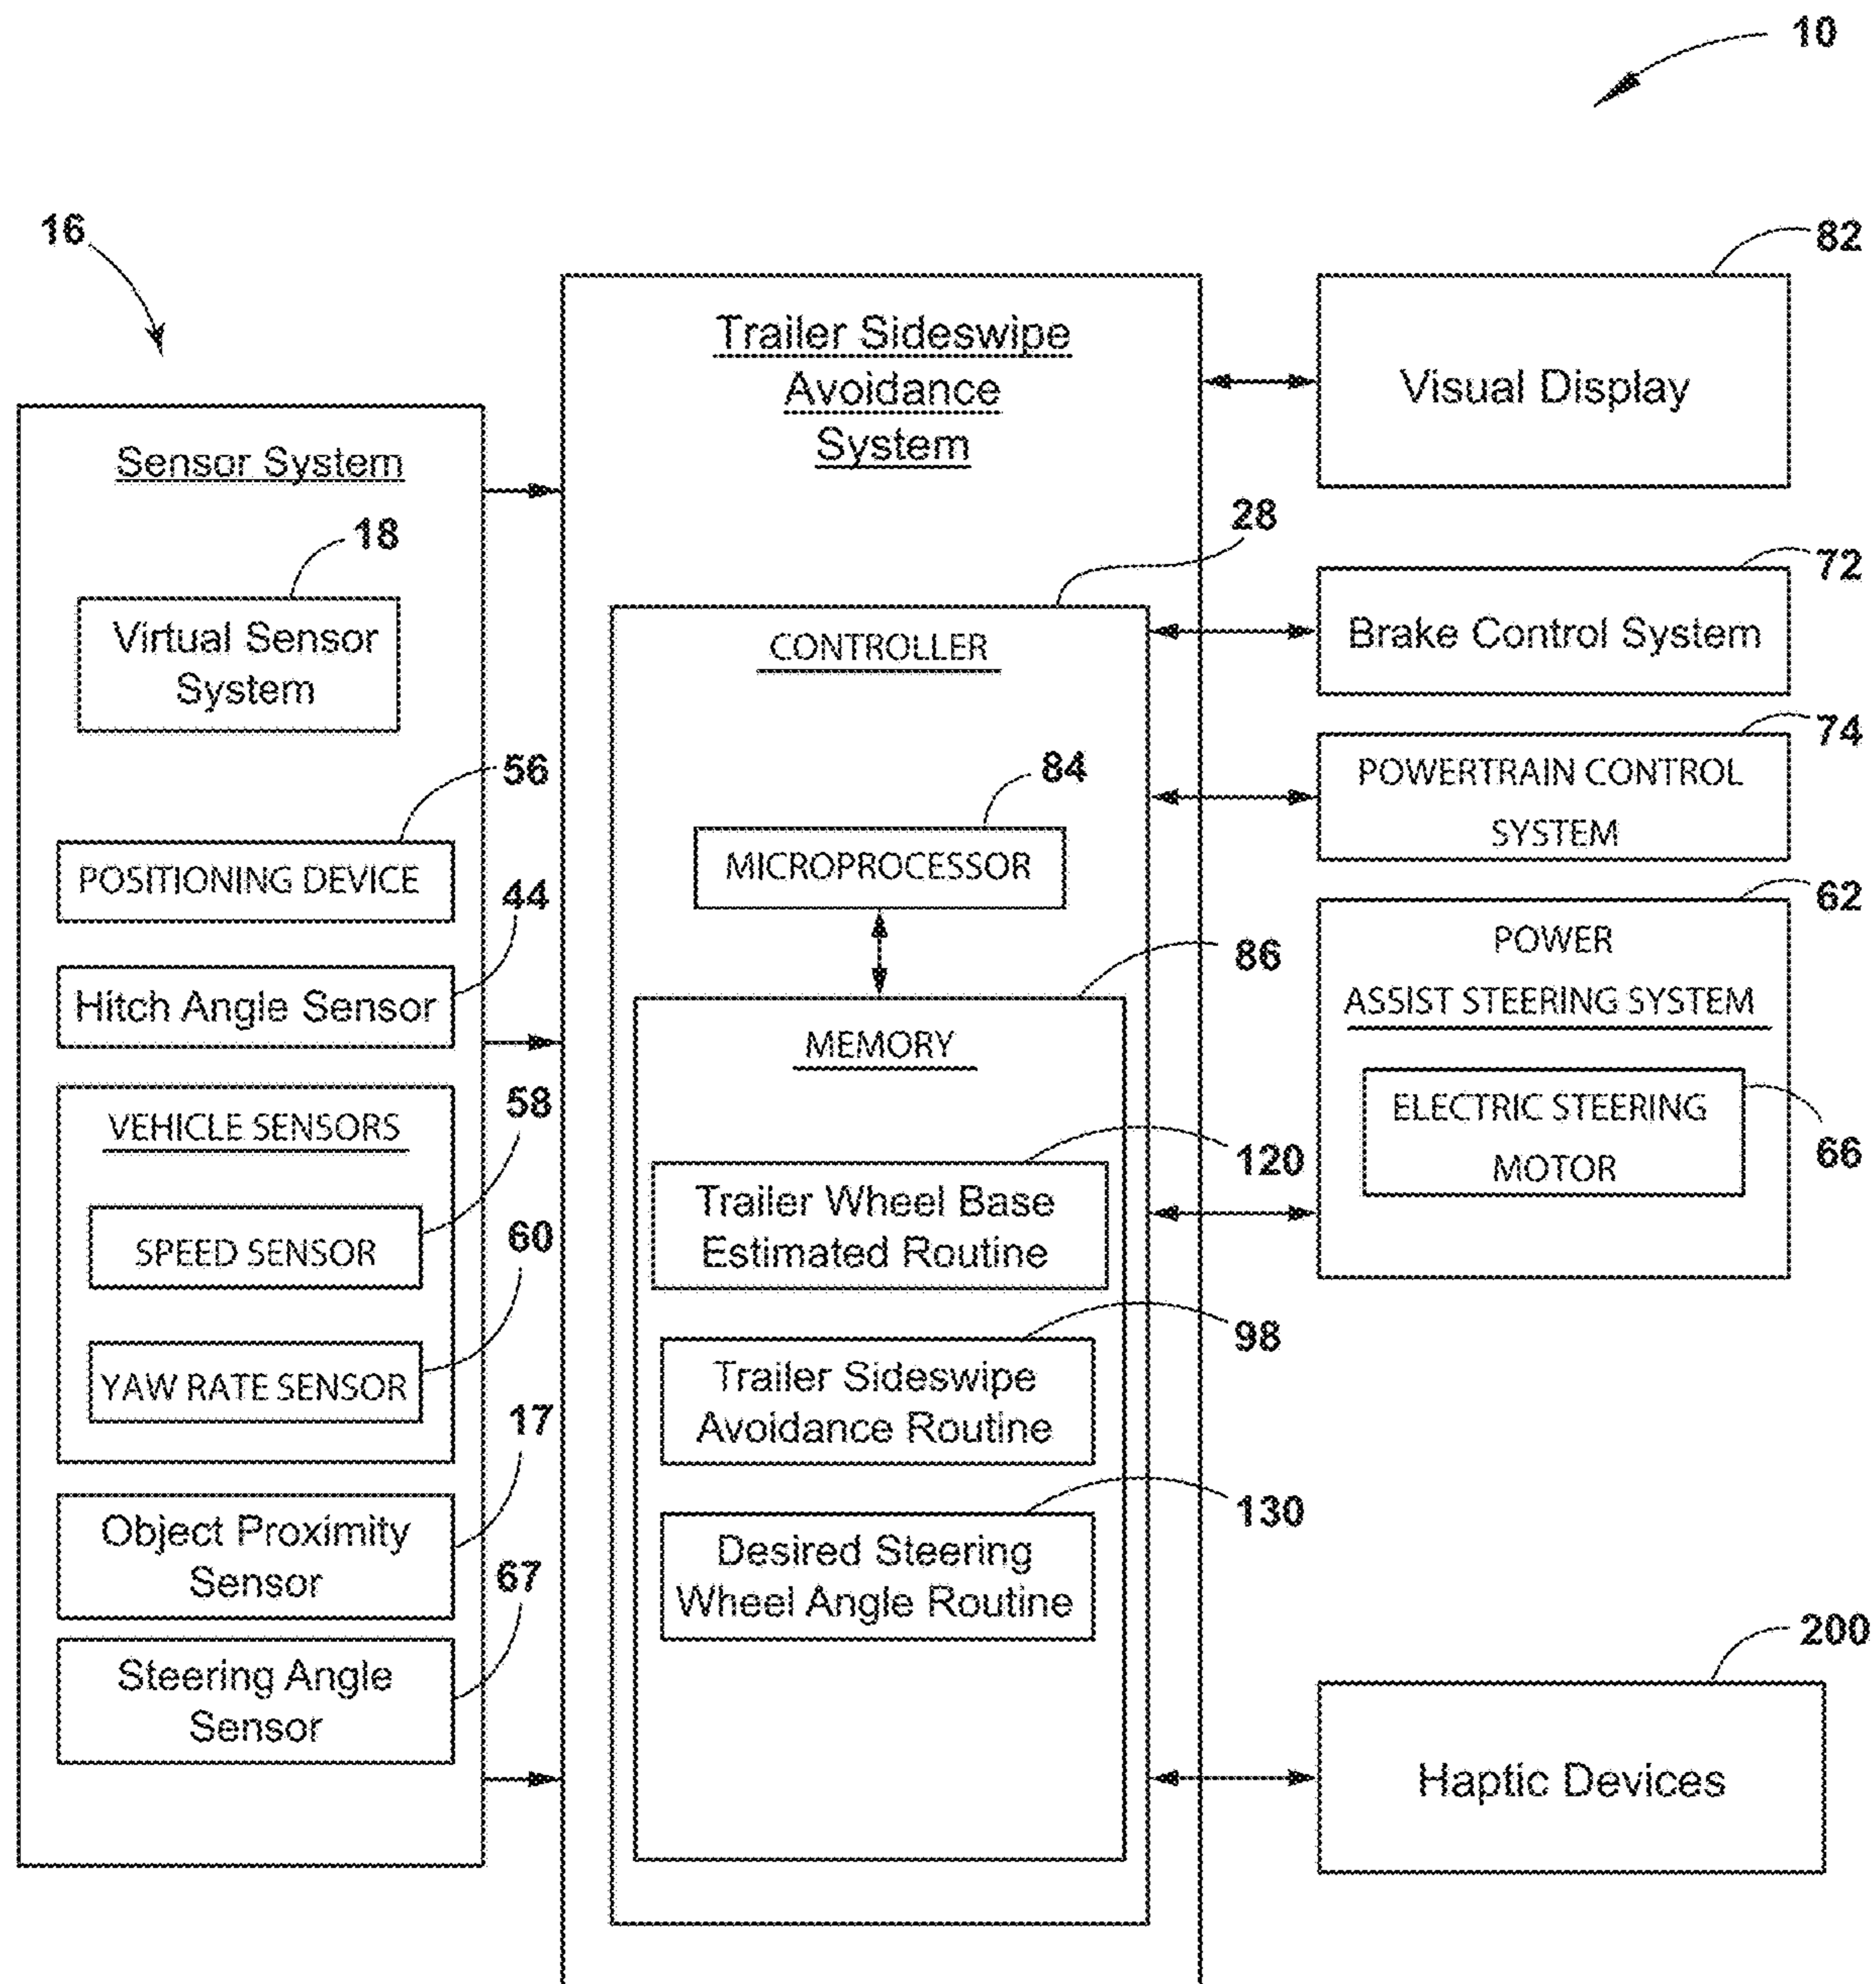 10
16
Sensor System
18
Virtual Sensor
System
56
POSITIONING DEVICE
44
Hitch Angle Sensor
58
VEHICLE SENSORS
SPEED SENSOR
60
YAW RATE SENSOR
17
Object Proximity
Sensor
67
Steering Angle
Sensor
Trailer Sideswipe
Avoidance
System
28
CONTROLLER
84
MICROPROCESSOR
86
MEMORY
120
Trailer Wheel Base
Estimated Routine
98
Trailer Sideswipe
Avoidance Routine
130
Desired Steering
Wheel Angle Routine
82
Visual Display
72
Brake Control System
74
POWERTRAIN CONTROL
SYSTEM
62
POWER
ASSIST STEERING SYSTEM
ELECTRIC STEERING
MOTOR
66
200
Haptic Devices